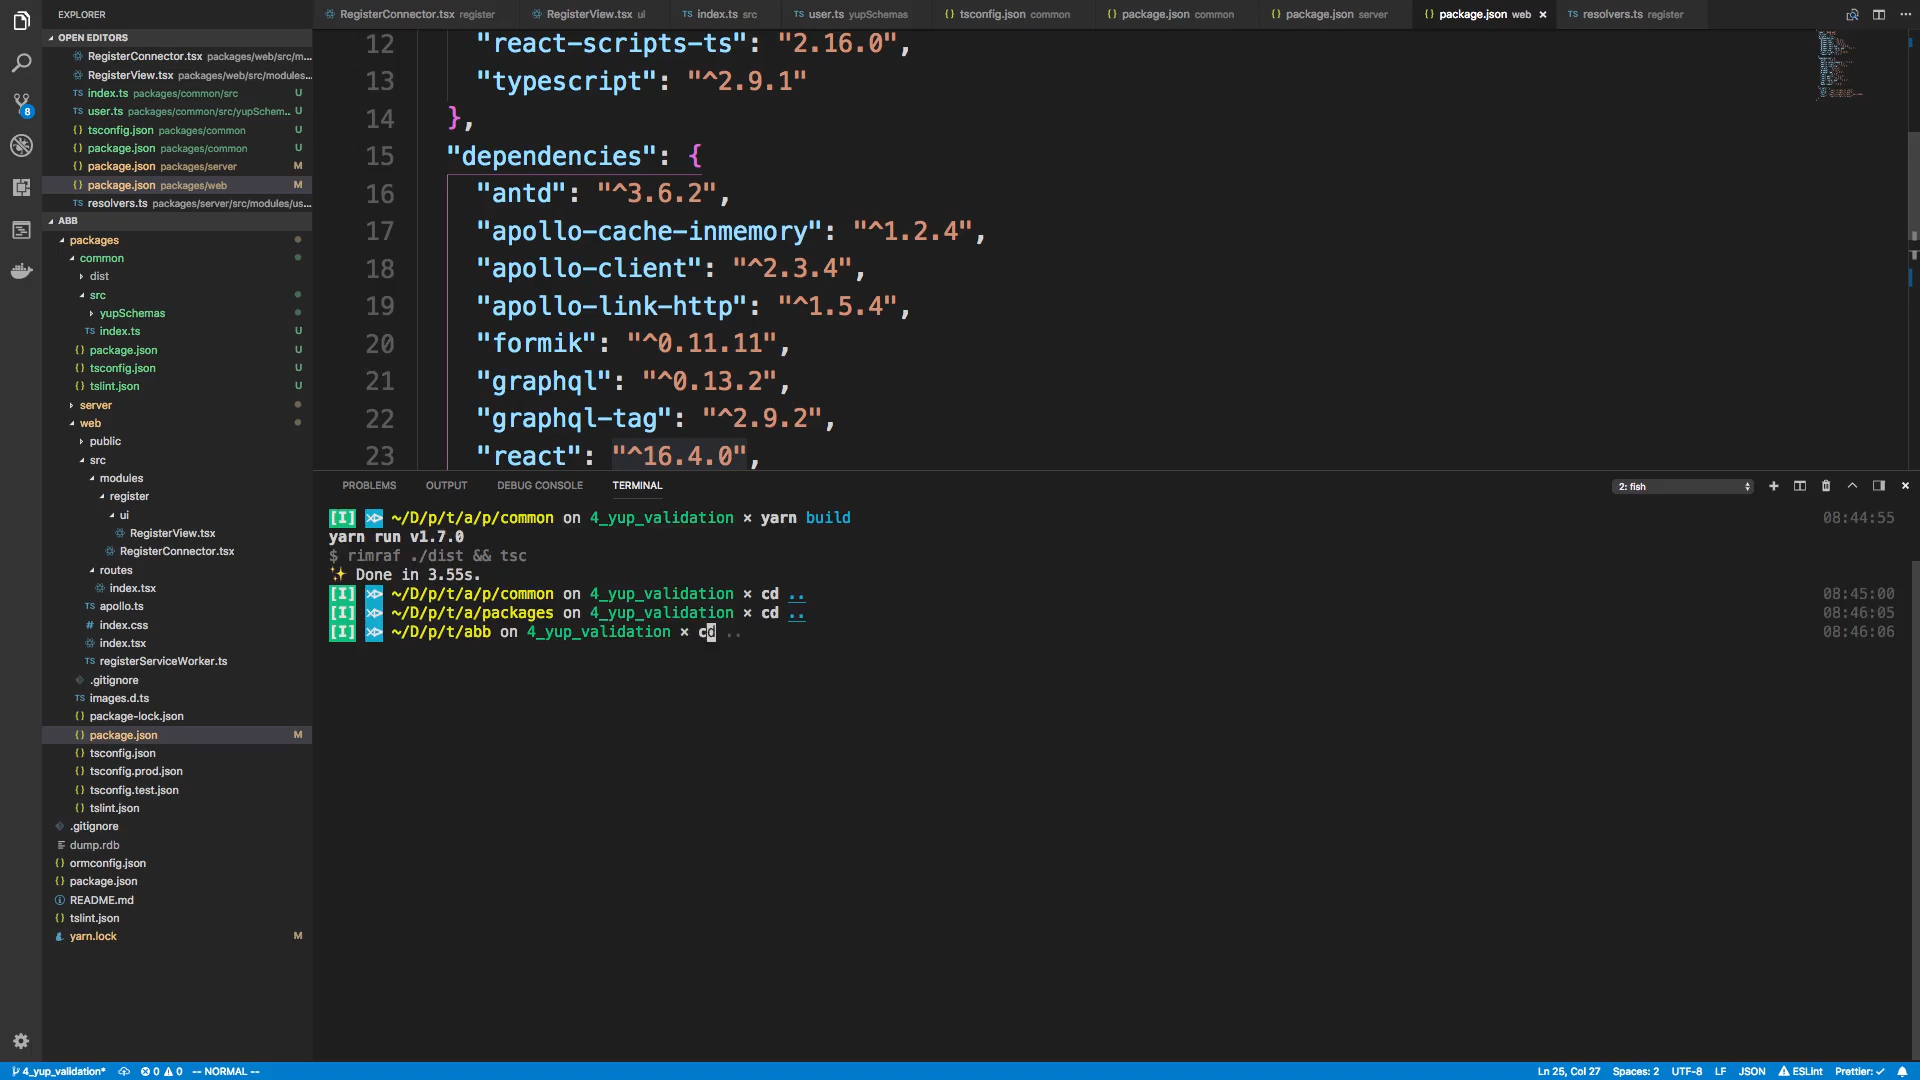 EXPLORER
OPEN EDITORS
RegisterConnector.tsx packages/web/src/m...
RegisterView.tsx packages/web/src/modules...
TS index.ts packages/common/src U
TS user.ts packages/common/src/yupSchem... U
{} tsconfig.json packages/common U
{} package.json packages/common U
{} package.json packages/server M
{} package.json packages/web M
TS resolvers.ts packages/server/src/modules/us...
ABB
packages
common
dist
src
yupSchemas
TS index.ts U
{} package.json U
{} tsconfig.json U
{} tslint.json U
server
web
public
src
modules
register
ui
RegisterView.tsx
RegisterConnector.tsx
routes
index.tsx
TS apollo.ts
# index.css
index.tsx
TS registerServiceWorker.ts
.gitignore
TS images.d.ts
{} package-lock.json
{} package.json M
{} tsconfig.json
{} tsconfig.prod.json
{} tsconfig.test.json
{} tslint.json
.gitignore
dump.rdb
{} ormconfig.json
{} package.json
README.md
{} tslint.json
yarn.lock M
8
RegisterConnector.tsx register
RegisterView.tsx ui
TS index.ts src
TS user.ts yupSchemas
{} tsconfig.json common
{} package.json common
{} package.json server
{} package.json web ×
TS resolvers.ts register
12 "react-scripts-ts": "2.16.0",
13 "typescript": "^2.9.1"
14 },
15 "dependencies": {
16 "antd": "^3.6.2",
17 "apollo-cache-inmemory": "^1.2.4",
18 "apollo-client": "^2.3.4",
19 "apollo-link-http": "^1.5.4",
20 "formik": "^0.11.11",
21 "graphql": "^0.13.2",
22 "graphql-tag": "^2.9.2",
23 "react": "^16.4.0",
PROBLEMS OUTPUT DEBUG CONSOLE TERMINAL 2: fish
[I] ~/D/p/t/a/p/common on 4_yup_validation × yarn build 08:44:55
yarn run v1.7.0
$ rimraf ./dist && tsc
✨ Done in 3.55s.
[I] ~/D/p/t/a/p/common on 4_yup_validation × cd .. 08:45:00
[I] ~/D/p/t/a/packages on 4_yup_validation × cd .. 08:46:05
[I] ~/D/p/t/abb on 4_yup_validation × cd .. 08:46:06
4_yup_validation* 0 0 -- NORMAL -- Ln 25, Col 27 Spaces: 2 UTF-8 LF JSON ESLint Prettier: ✓